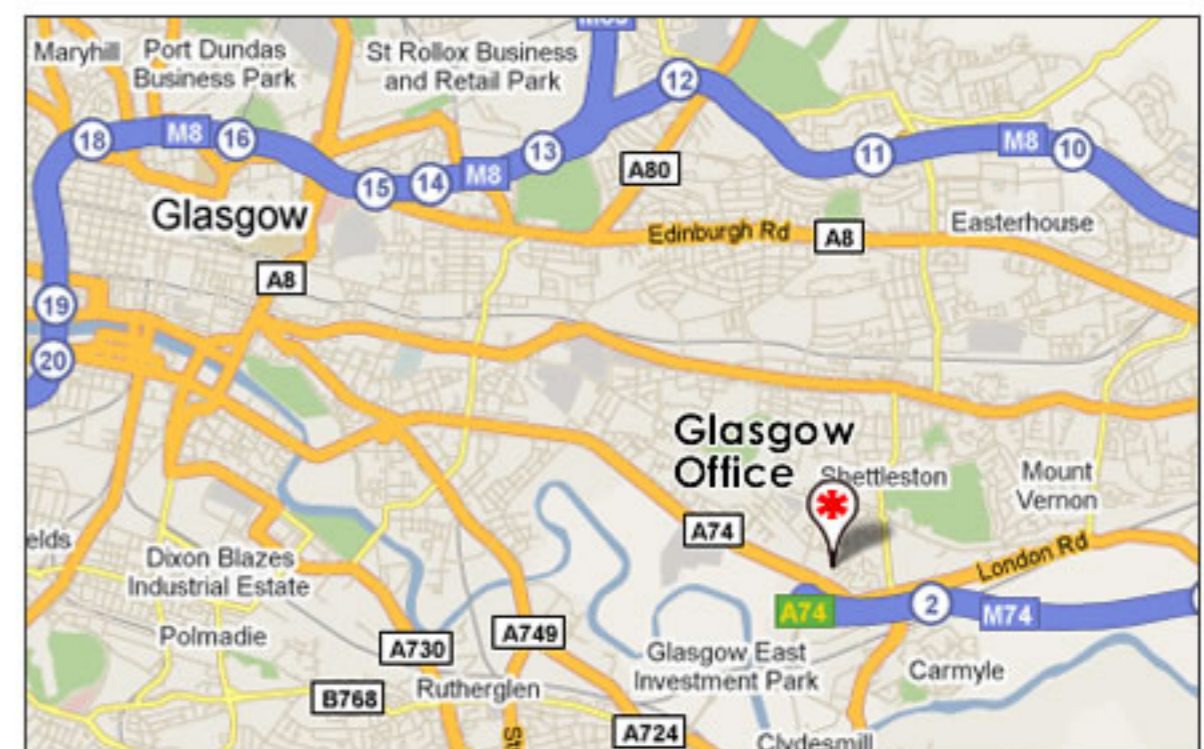 Maryhill
Port Dundas
Business Park
St Rollox Business
and Retail Park
12
18
M8
16
13
11
M8
10
15
14
M8
A80
Glasgow
Edinburgh Rd
A8
Easterhouse
A8
19
20
Glasgow
Office
Shettleston
Mount
Vernon
A74
elds
Dixon Blazes
Industrial Estate
London Rd
A74
2
M74
Polmadie
A730
A749
Glasgow East
Investment Park
Carmyle
B768
Rutherglen
A724
St
Clydesmill